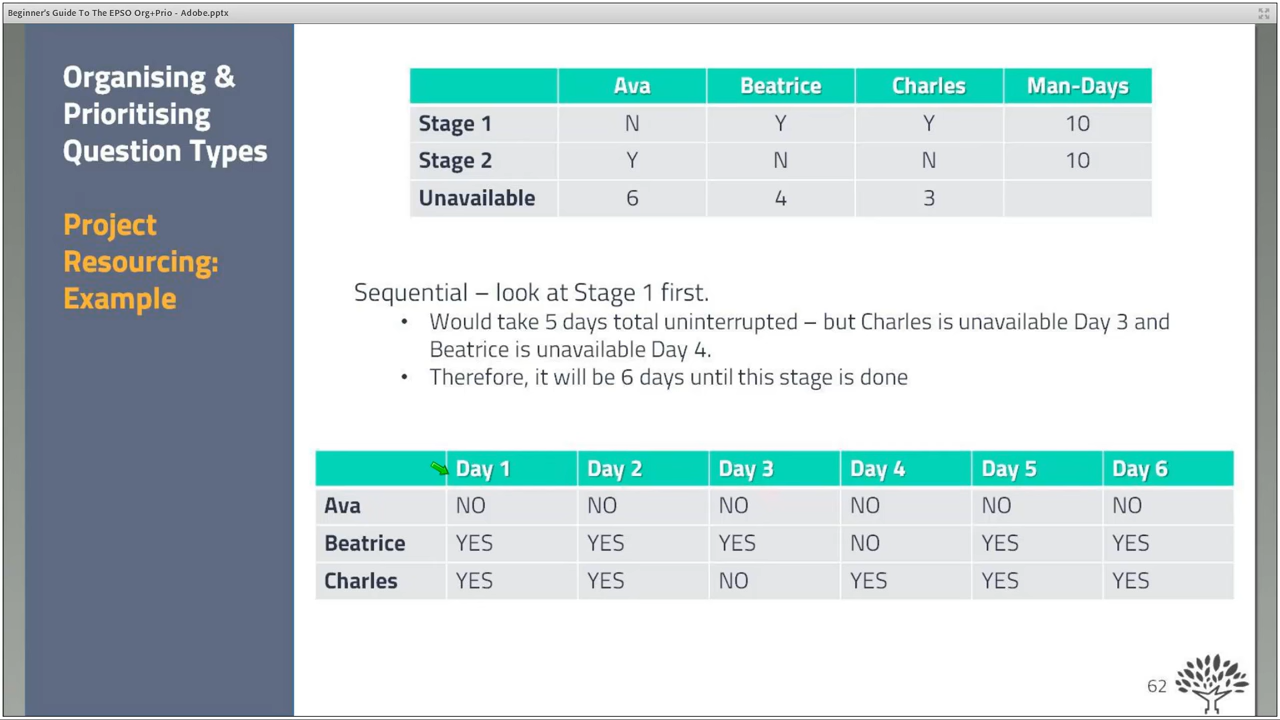 Beginner's Guide To The EPSO Org+Prio - Adobe.pptx
Organising &
Prioritising
Question Types
Project
Resourcing:
Example
Ava Beatrice Charles Man-Days
Stage 1 N Y Y 10
Stage 2 Y N N 10
Unavailable 6 4 3
Sequential – look at Stage 1 first.
• Would take 5 days total uninterrupted – but Charles is unavailable Day 3 and
Beatrice is unavailable Day 4.
• Therefore, it will be 6 days until this stage is done
Day 1 Day 2 Day 3 Day 4 Day 5 Day 6
Ava NO NO NO NO NO NO
Beatrice YES YES YES NO YES YES
Charles YES YES NO YES YES YES
62